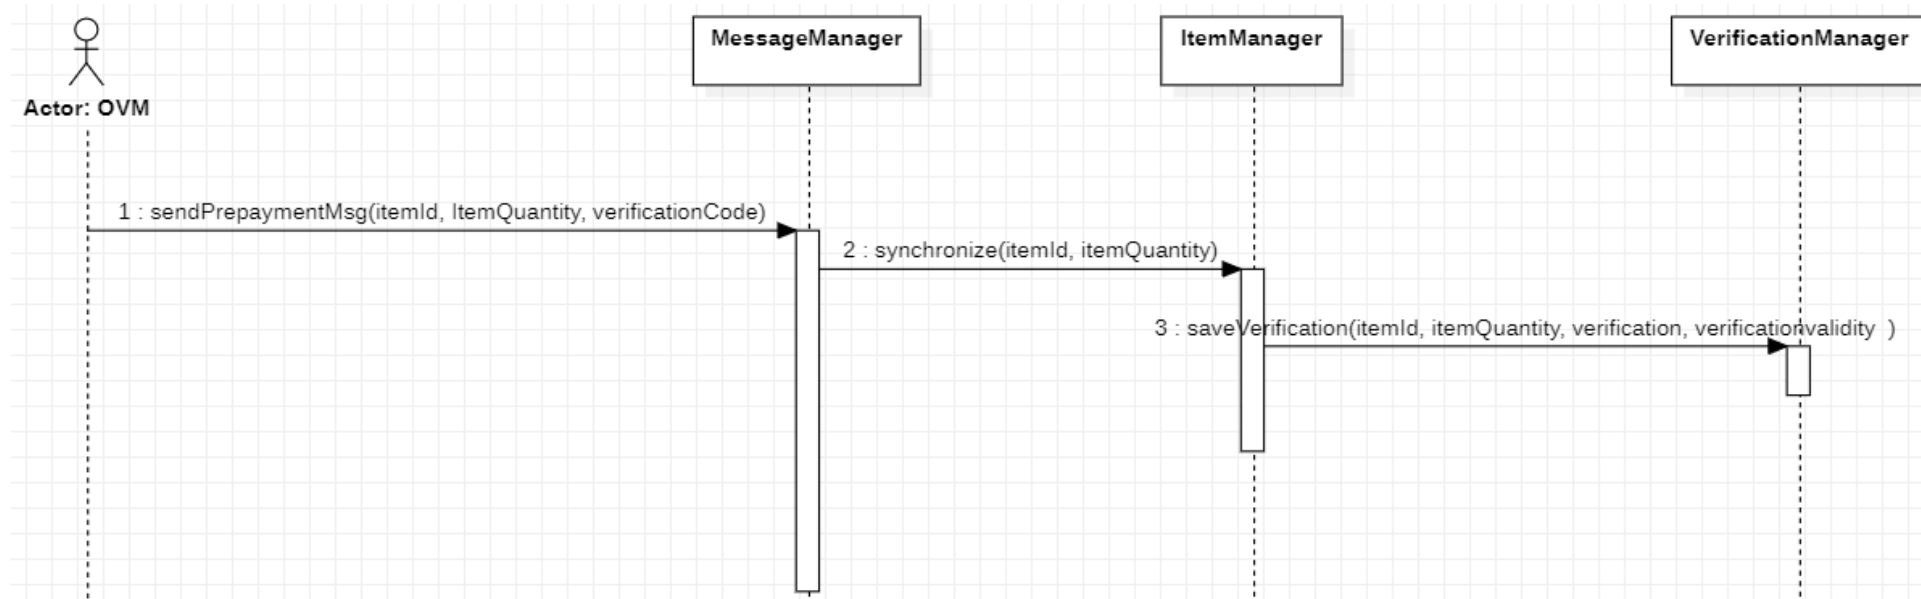 MessageManager
ItemManager
VerificationManager
Actor: OVM
1 : sendPrepaymentMsg(itemId, ItemQuantity, verificationCode)
2 : synchronize(itemId, itemQuantity)
3 : saveVerification(itemId, itemQuantity, verification, verificationvalidity )